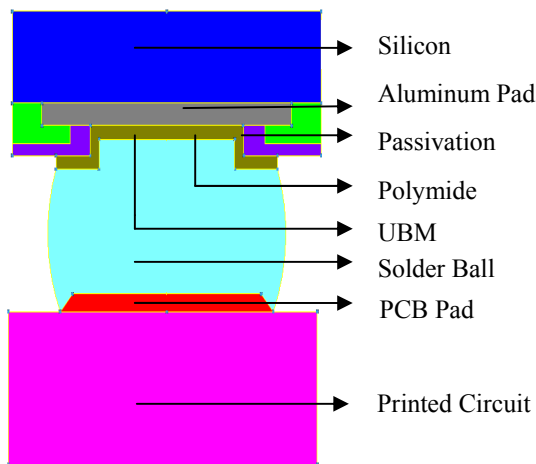 Silicon
Aluminum Pad
Passivation
Polymide
UBM
Solder Ball
PCB Pad
Printed Circuit